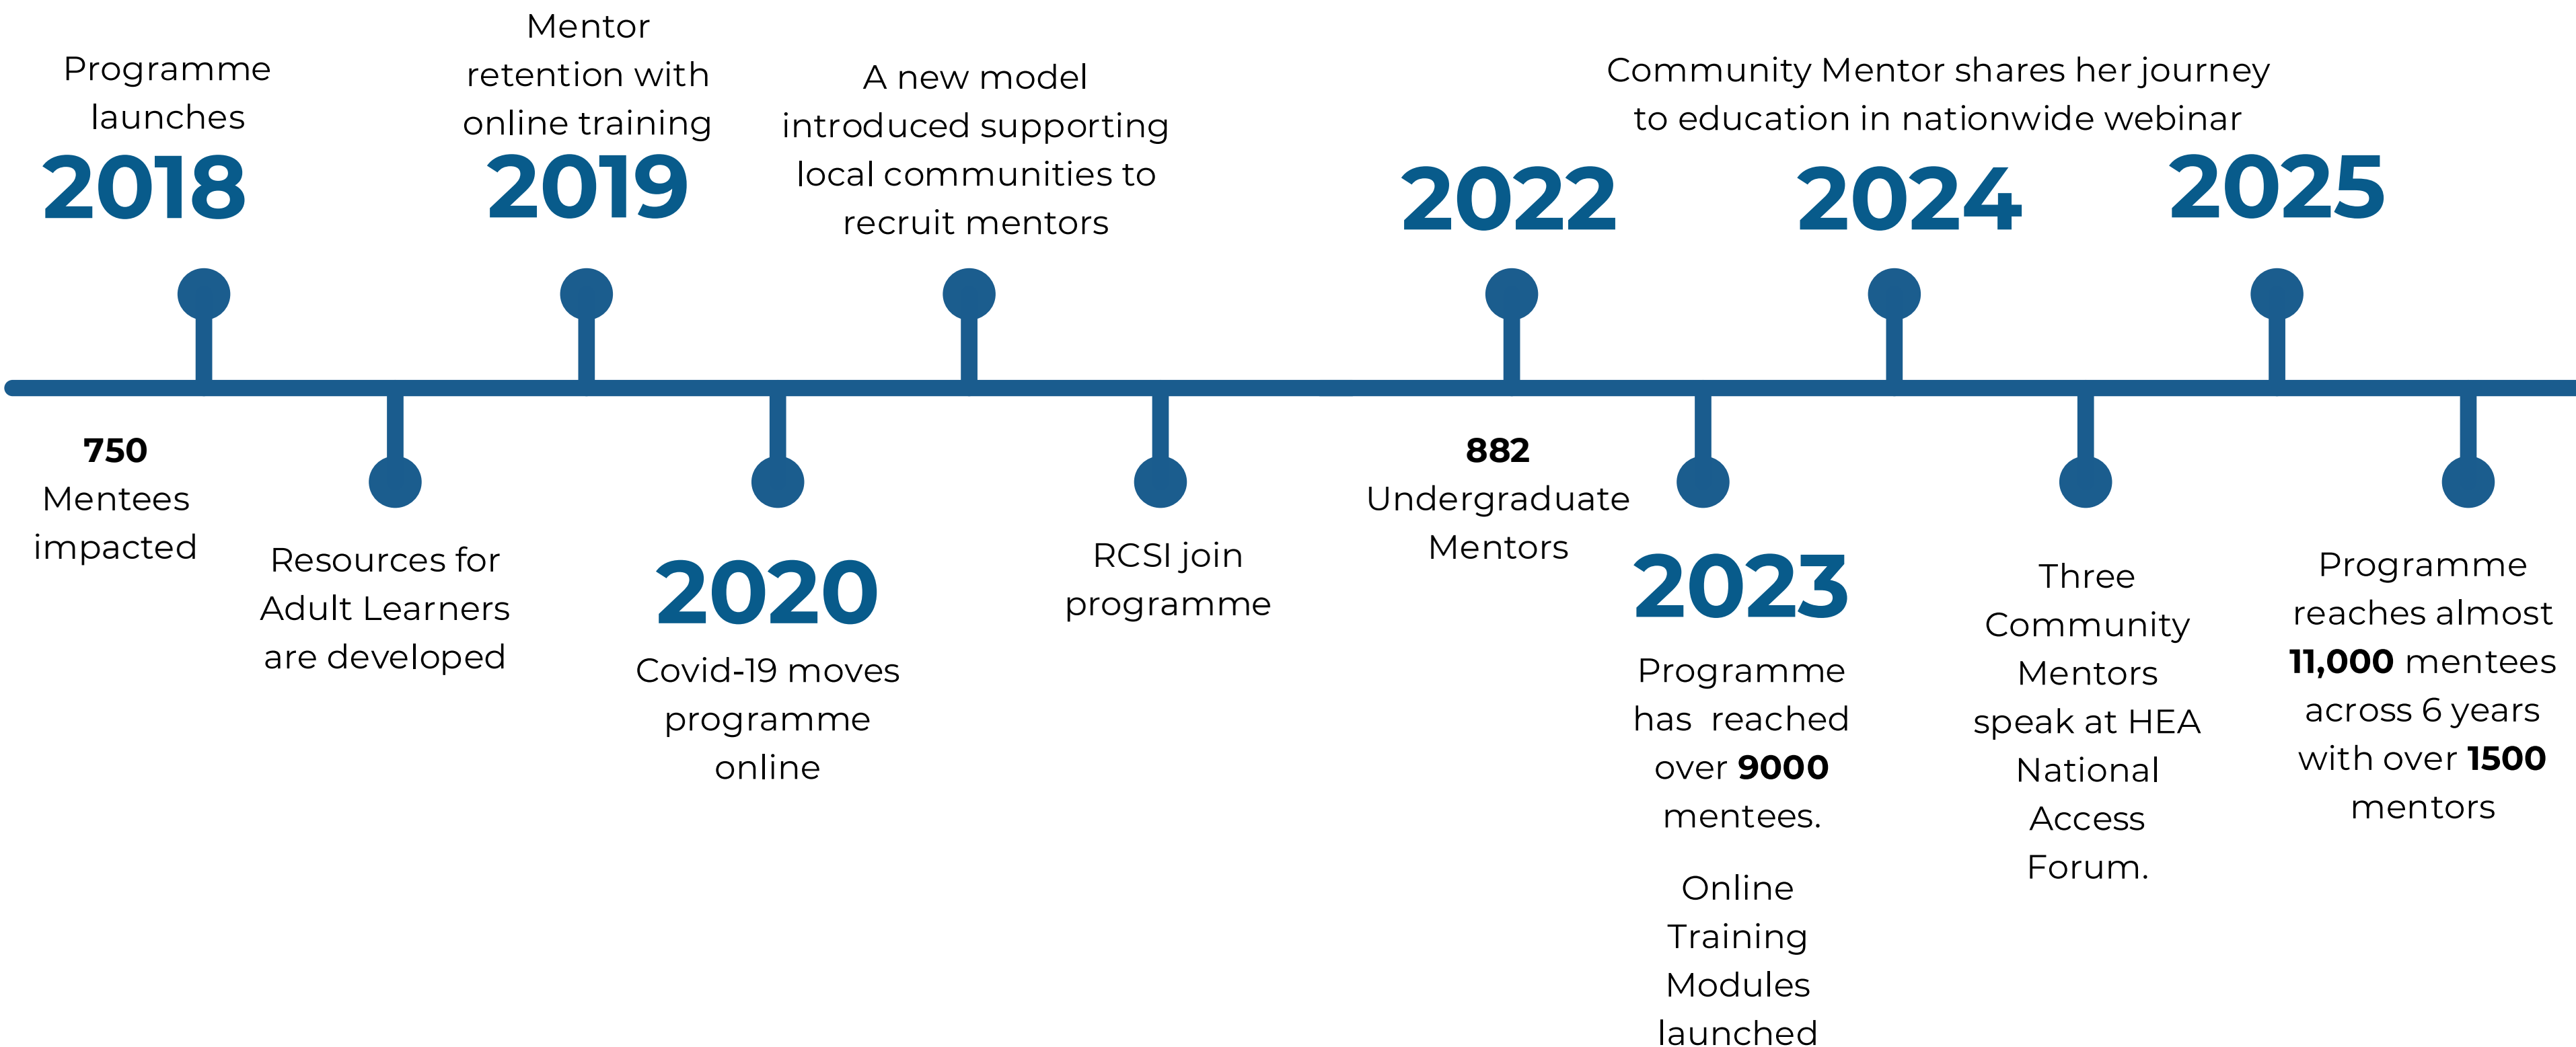 Programme
launches
2018
750
Mentees
impacted
Resources for
Adult Learners
are developed
Mentor
retention with
online training
2019
2020
Covid-19 moves
programme
online
A new model
introduced supporting
local communities to
recruit mentors
RCSI join
programme
2022
882
Undergraduate
Mentors
2023
Programme
has reached
over 9000
mentees.
Online
Training
Modules
launched
Community Mentor shares her journey
to education in nationwide webinar
2024
Three
Community
Mentors
speak at HEA
National
Access
Forum.
2025
Programme
reaches almost
11,000 mentees
across 6 years
with over 1500
mentors